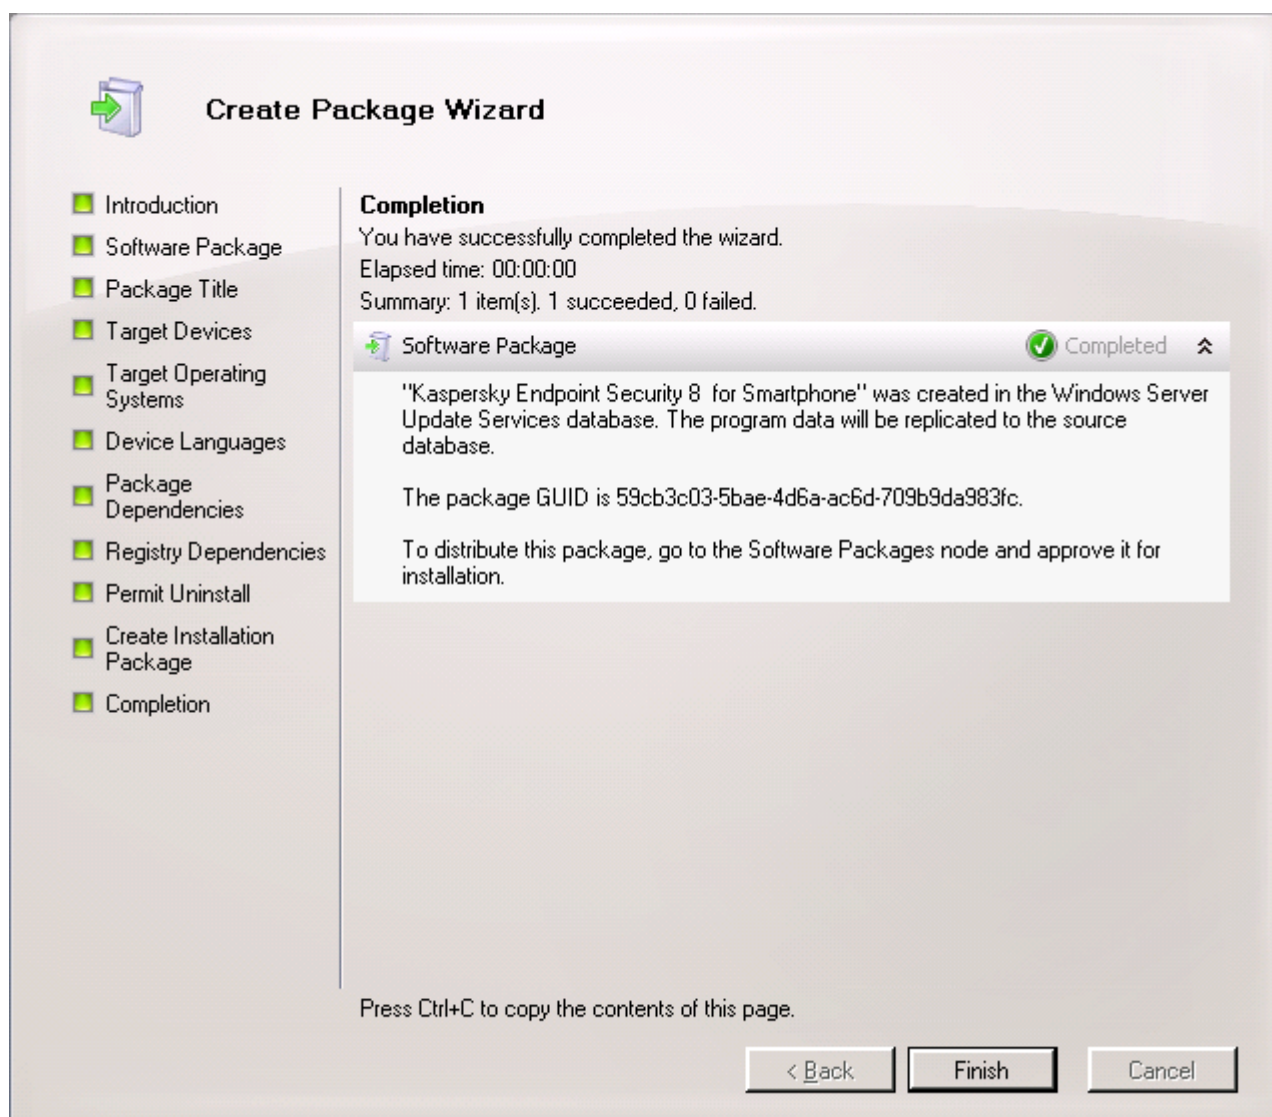 Create Package Wizard
Introduction
Software Package
Package Title
Target Devices
Target Operating
Systems
Device Languages
Package
Dependencies
Registry Dependencies
Permit Uninstall
Create Installation
Package
Completion
Completion
You have successfully completed the wizard.
Elapsed time: 00:00:00
Summary: 1 item(s). 1 succeeded, 0 failed.
Software Package
Completed
"Kaspersky Endpoint Security 8  for Smartphone" was created in the Windows Server
Update Services database. The program data will be replicated to the source
database.
The package GUID is 59cb3c03-5bae-4d6a-ac6d-709b9da983fc.
To distribute this package, go to the Software Packages node and approve it for
installation.
Press Ctrl+C to copy the contents of this page.
< Back
Finish
Cancel